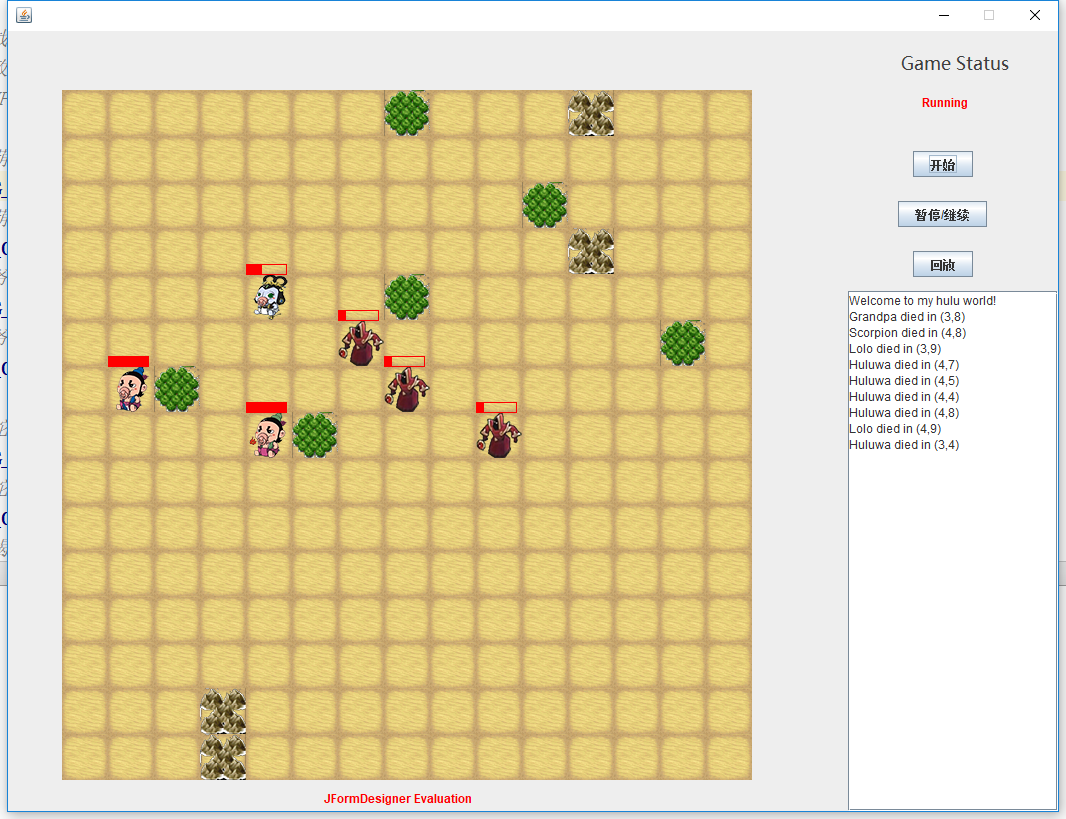 Game Status
Running
开始
暂停/继续
回放
Welcome to my hulu world!
Grandpa died in (3,8)
Scorpion died in (4,8)
Lolo died in (3,9)
Huluwa died in (4,7)
Huluwa died in (4,5)
Huluwa died in (4,4)
Huluwa died in (4,8)
Lolo died in (4,9)
Huluwa died in (3,4)
JFormDesigner Evaluation